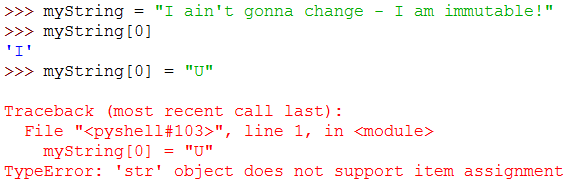 >>> myString = "I ain't gonna change - I am immutable!"
>>> myString[0]
'I'
>>> myString[0] = "U"
Traceback (most recent call last):
  File "<pyshell#103>", line 1, in <module>
    myString[0] = "U"
TypeError: 'str' object does not support item assignment